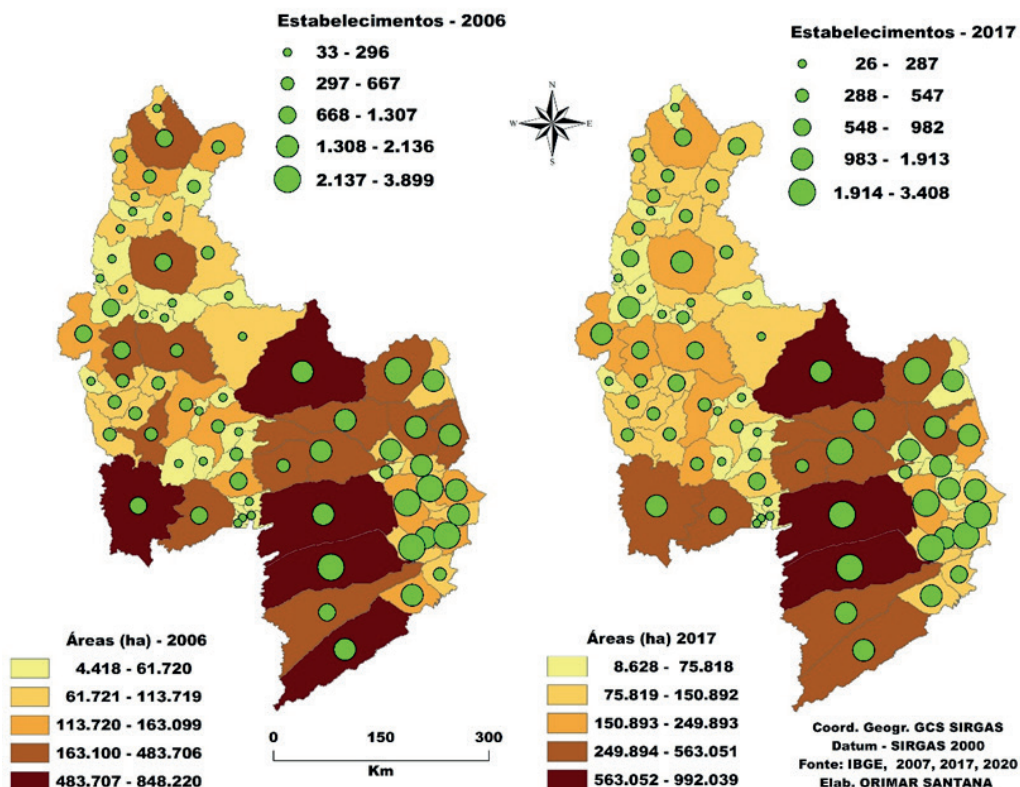 Estabelecimentos - 2006
33 - 296
297 - 667
668 - 1.307
1.308 - 2.136
2.137 - 3.899
Estabelecimentos - 2017
26 - 287
288 - 547
548 - 982
983 - 1.913
1.914 - 3.408
N
W E
S
Áreas (ha) - 2006
4.418 - 61.720
61.721 - 113.719
113.720 - 163.099
163.100 - 483.706
483.707 - 848.220
0 150 300
Km
Áreas (ha) 2017
8.628 - 75.818
75.819 - 150.892
150.893 - 249.893
249.894 - 563.051
563.052 - 992.039
Coord. Geogr. GCS SIRGAS
Datum - SIRGAS 2000
Fonte: IBGE, 2007, 2017, 2020
Elab. ORIMAR SANTANA